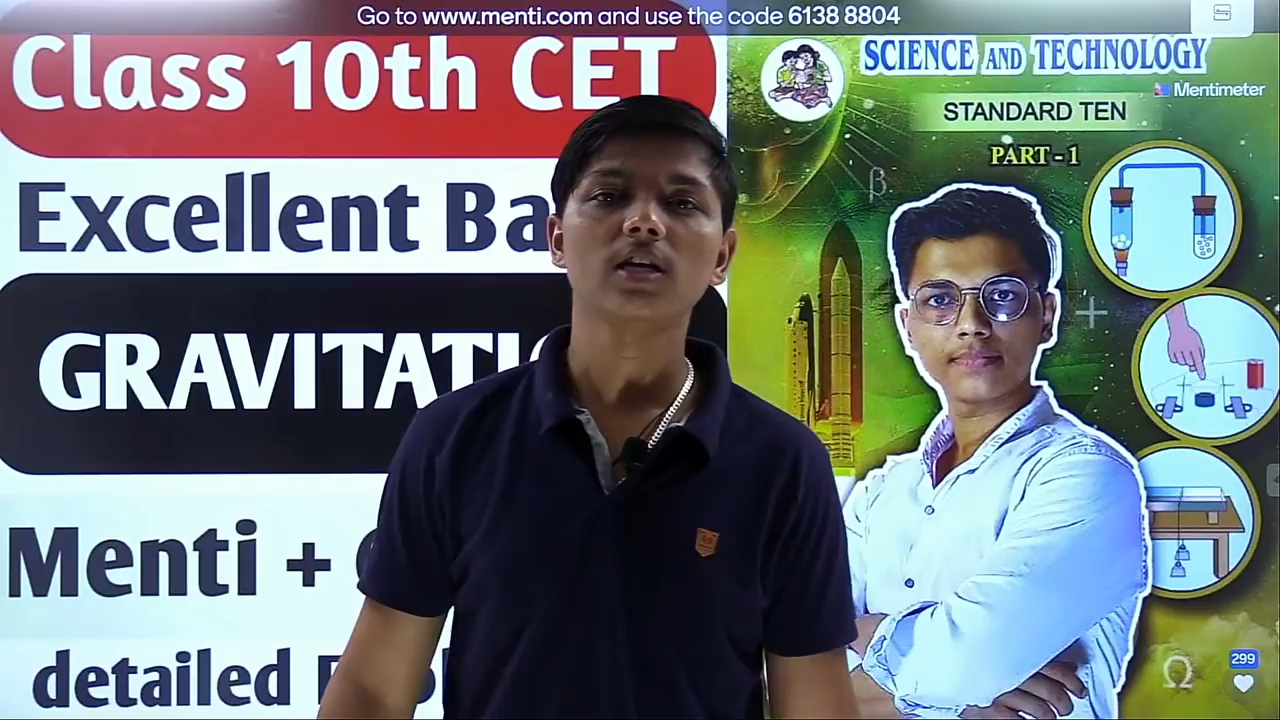 Go to www.menti.com and use the code 6138 8804
Class 10th CET
Excellent Ba
GRAVITATI
Menti +
detailed
SCIENCE AND TECHNOLOGY
Mentimeter
STANDARD TEN
PART - 1
β
+
Ω
299